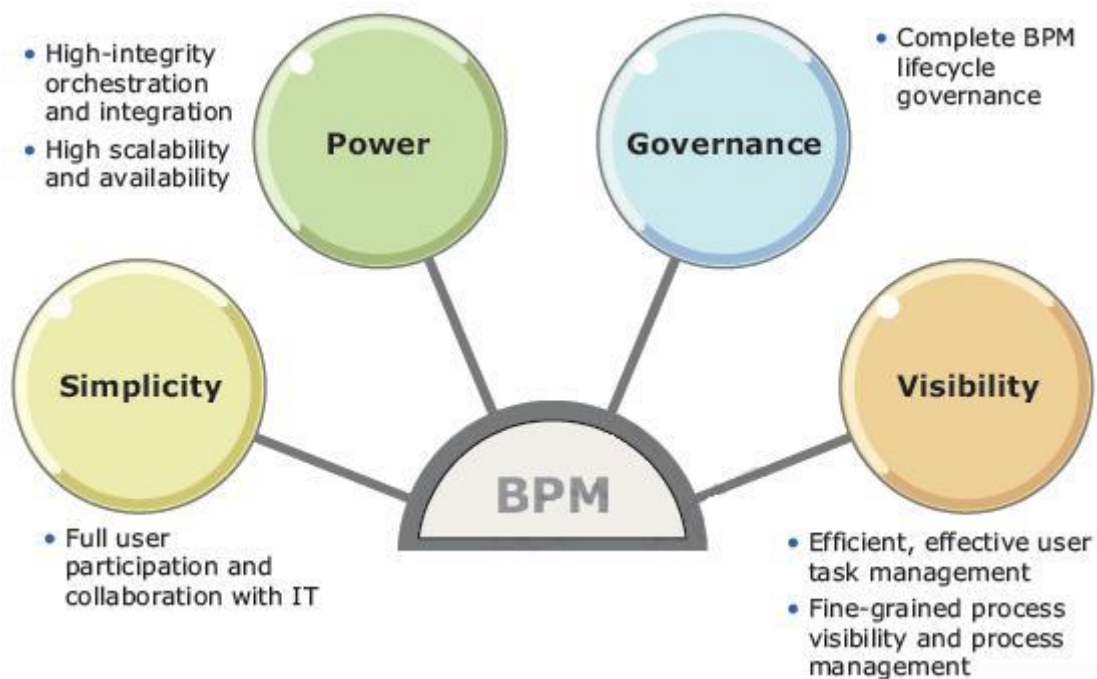 • High-integrity
orchestration
and integration
• High scalability
and availability
Power
Governance
• Complete BPM
lifecycle
governance
Simplicity
• Full user
participation and
collaboration with IT
BPM
Visibility
• Efficient, effective user
task management
• Fine-grained process
visibility and process
management